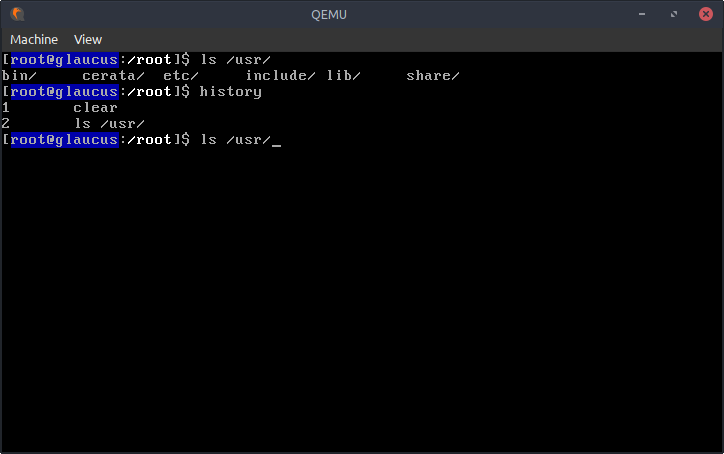 QEMU
Machine View
[root@glaucus:/root]$ ls /usr/
bin/ cerata/ etc/ include/ lib/ share/
[root@glaucus:/root]$ history
1 clear
2 ls /usr/
[root@glaucus:/root]$ ls /usr/_